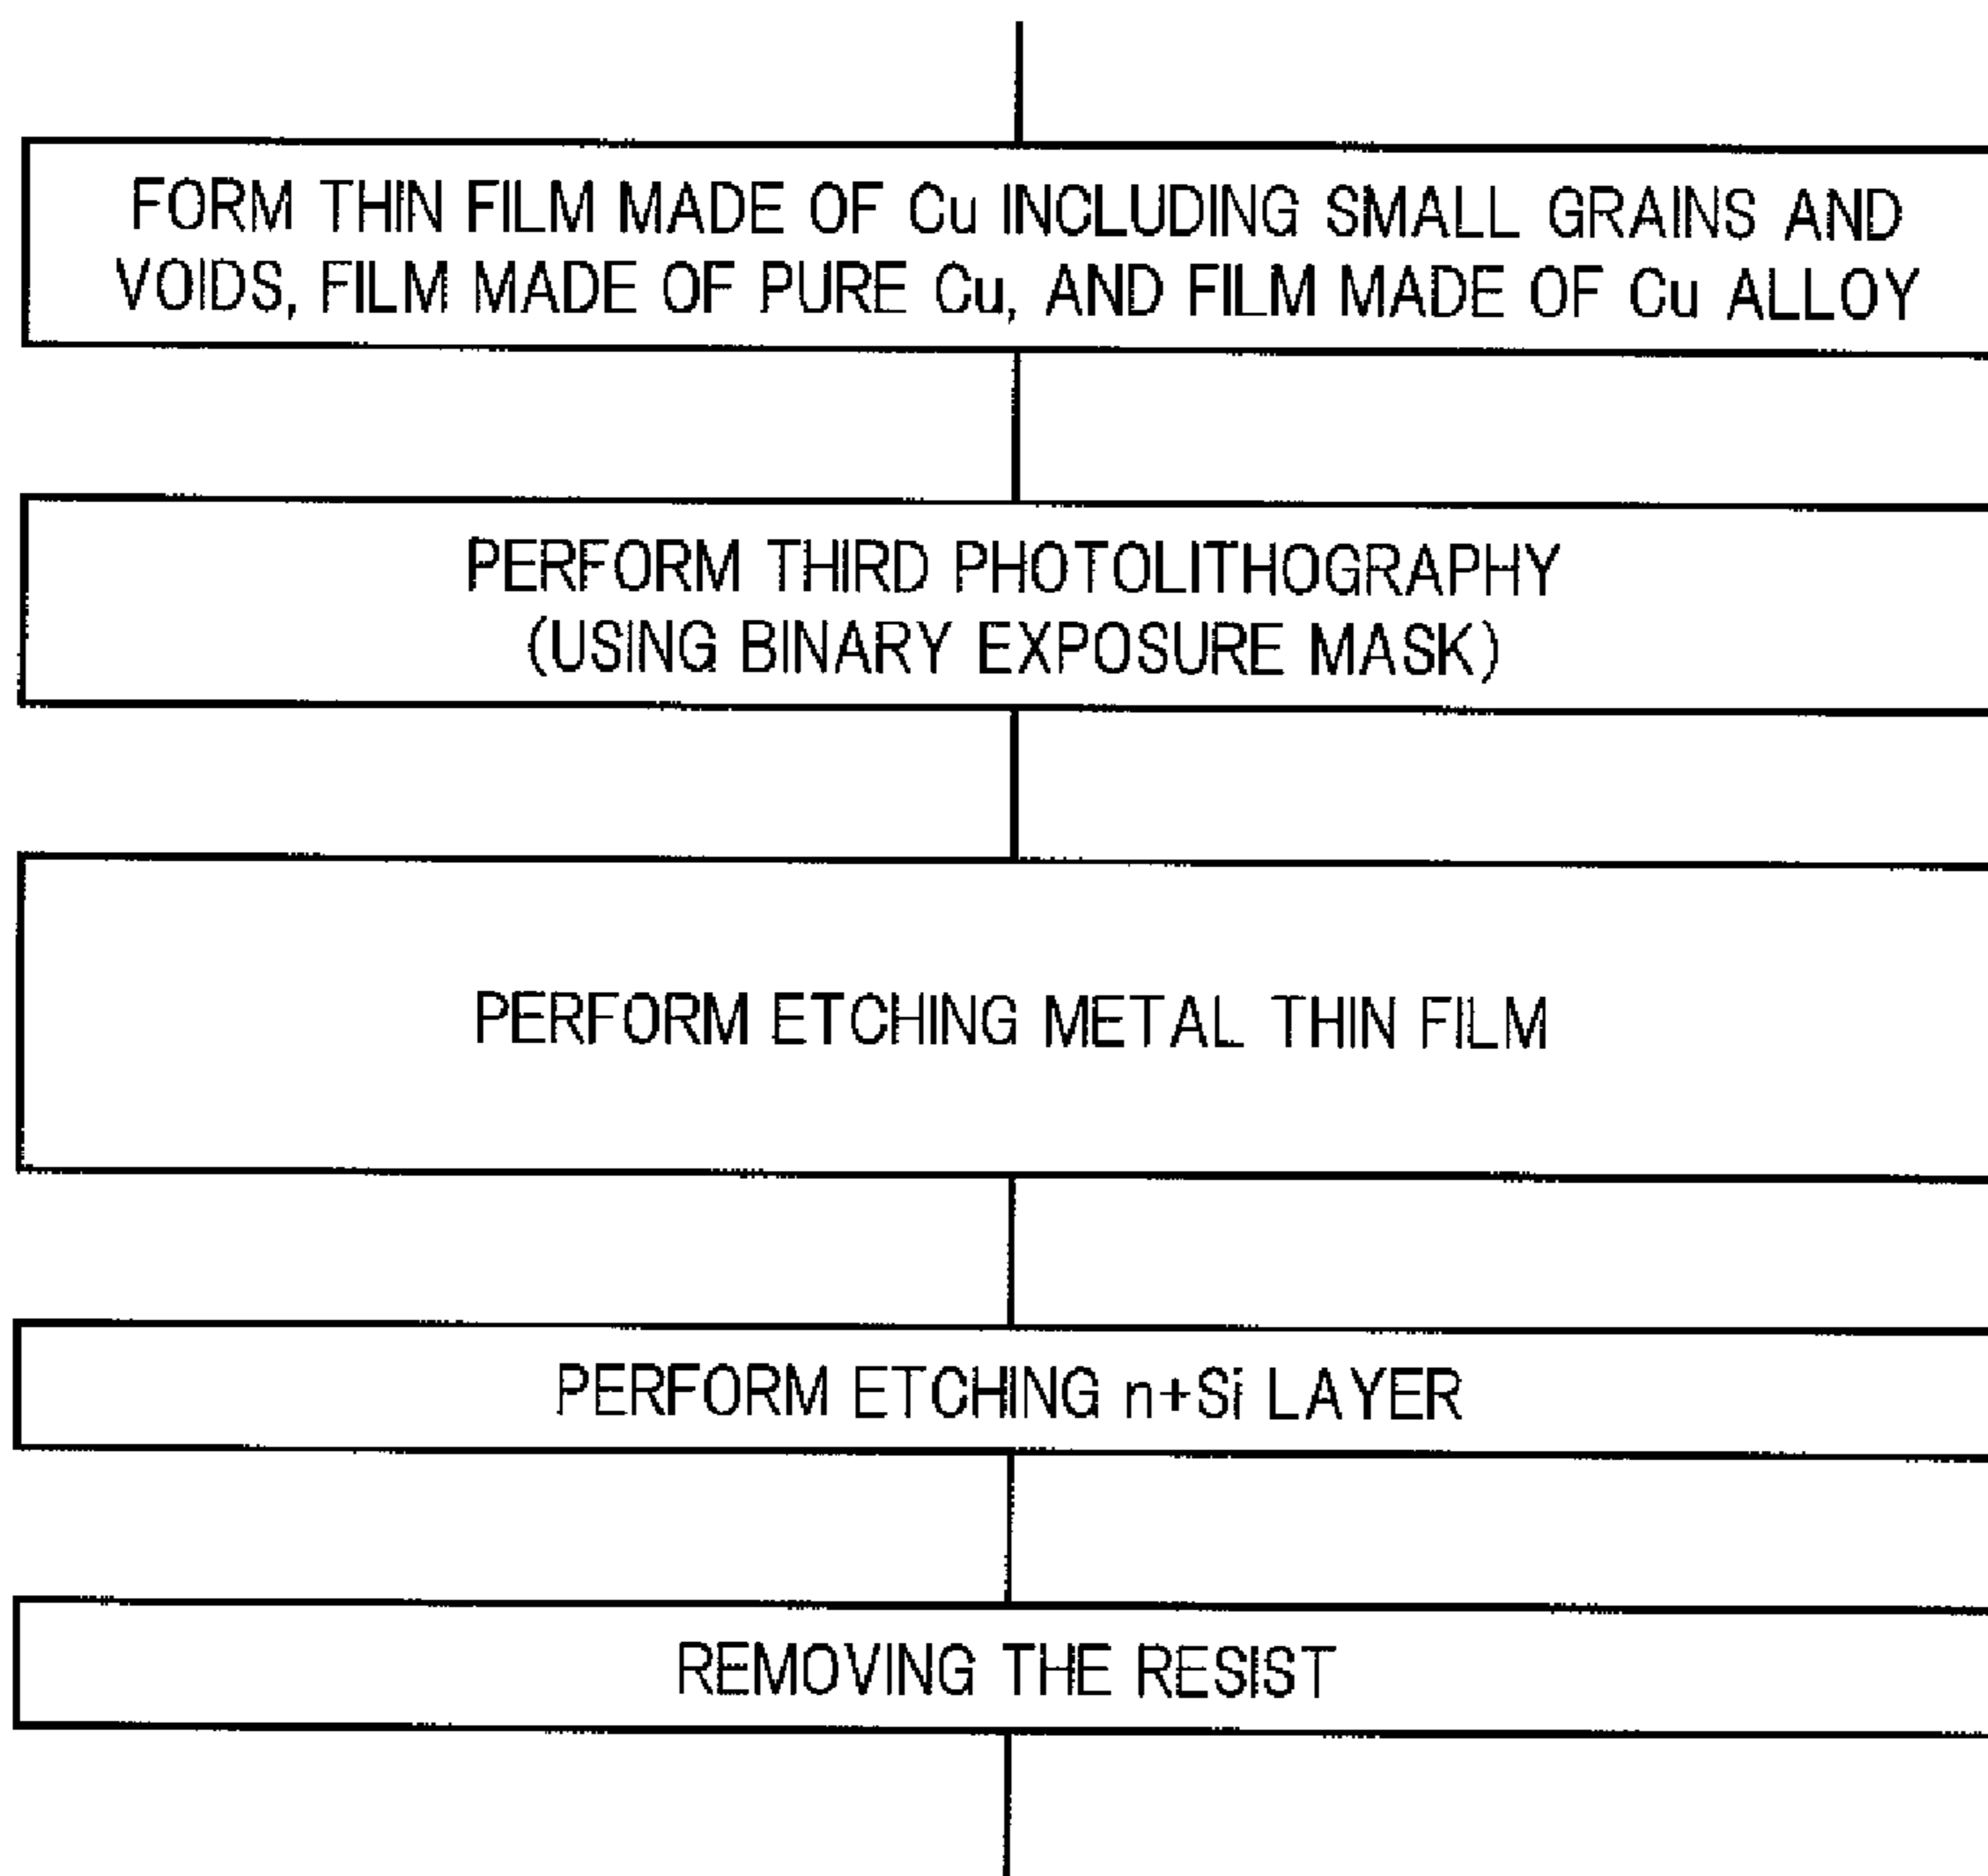 FORM THIN FILM MADE OF Cu INCLUDING SMALL GRAINS AND
VOIDS, FILM MADE OF PURE Cu, AND FILM MADE OF Cu ALLOY
PERFORM THIRD PHOTOLITHOGRAPHY
(USING BINARY EXPOSURE MASK)
PERFORM ETCHING METAL THIN FILM
PERFORM ETCHING n+Si LAYER
REMOVING THE RESIST